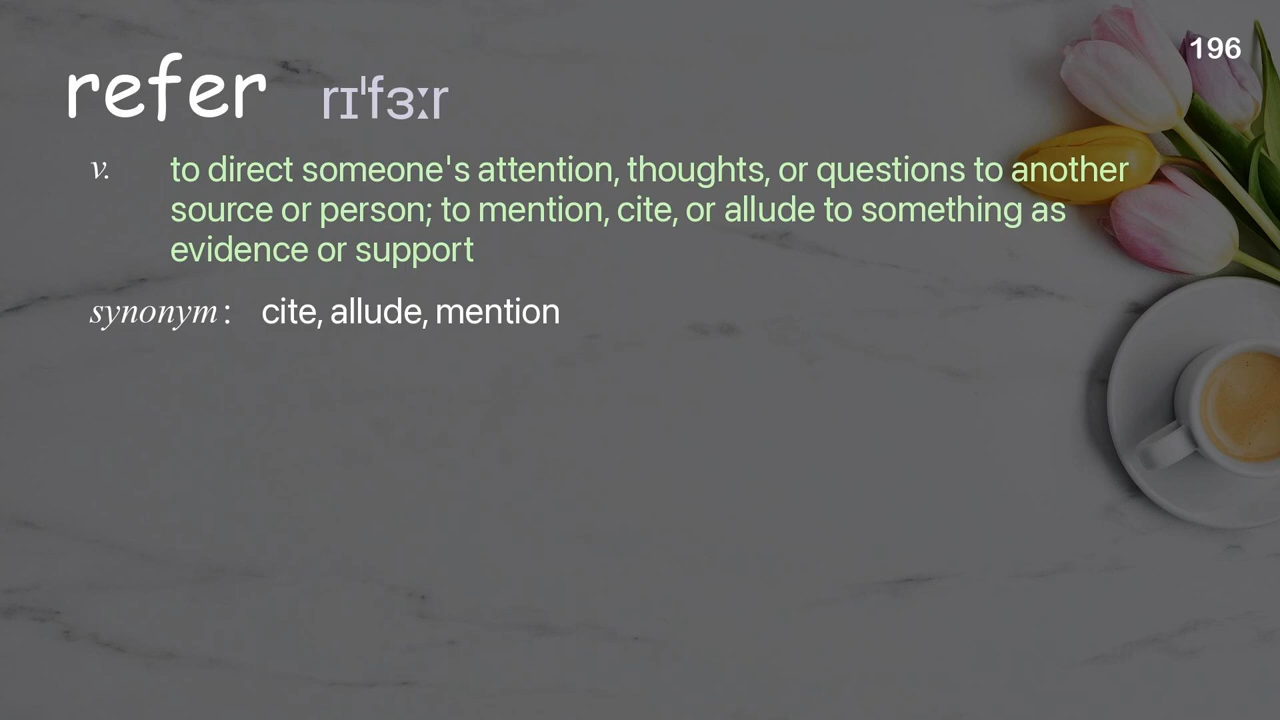 196
refer rɪˈfɜːr
v. to direct someone's attention, thoughts, or questions to another
source or person; to mention, cite, or allude to something as
evidence or support
synonym: cite, allude, mention